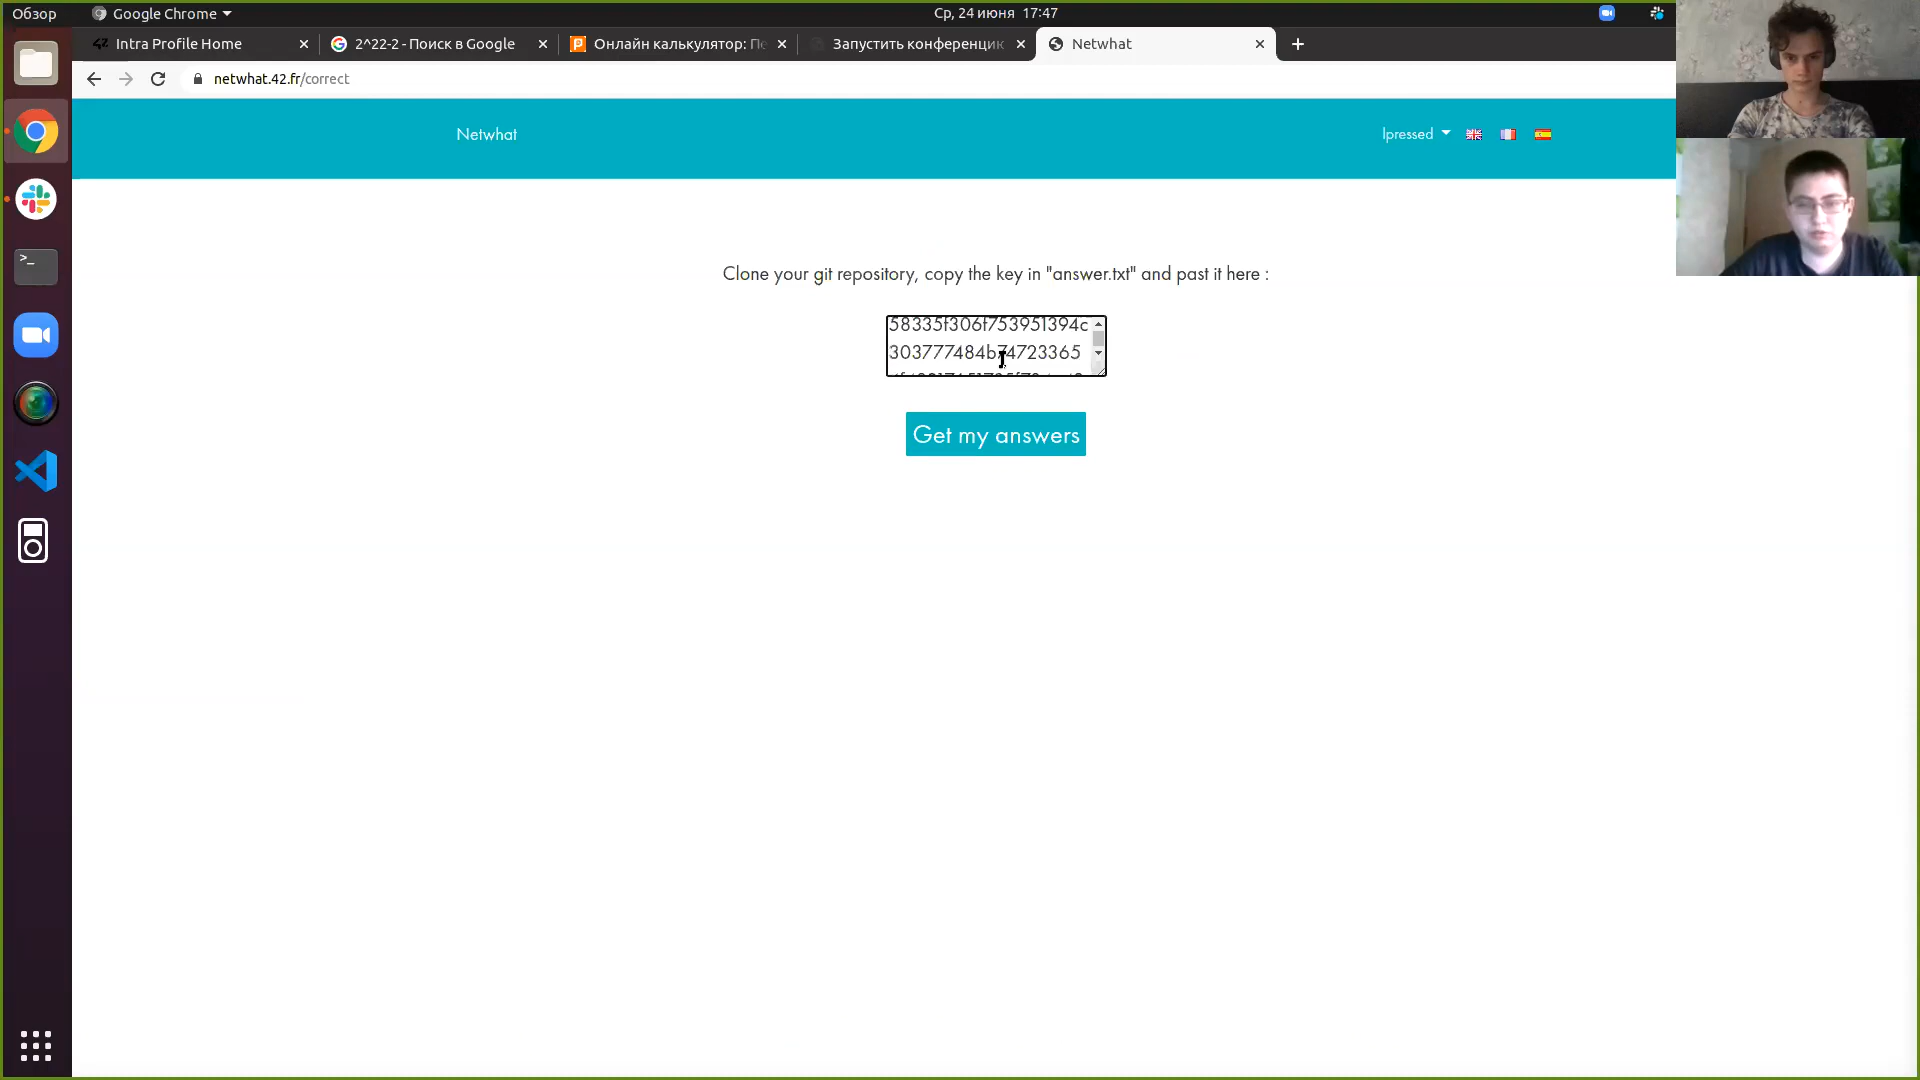 Обзор
Google Chrome
Ср, 24 июня 17:47
Intra Profile Home
2^22-2 - Поиск в Google
Онлайн калькулятор: Пе
Запустить конференцик
Netwhat
netwhat.42.fr/correct
Netwhat
lpressed
Clone your git repository, copy the key in "answer.txt" and past it here :
58335f306f753951394c
303777484b74723365
Get my answers